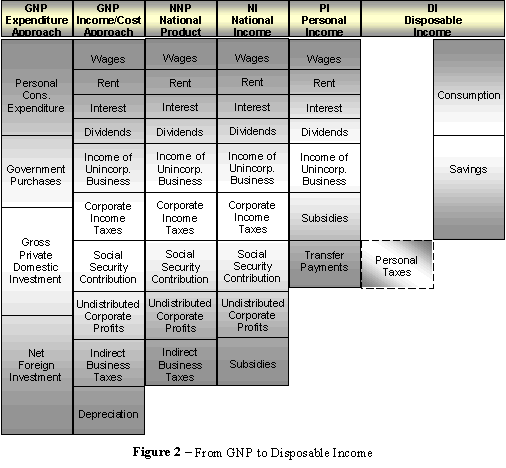 GNP
Expenditure
Approach
GNP
Income/Cost
Approach
NNP
National
Product
NI
National
Income
PI
Personal
Income
DI
Disposable
Income
Personal
Cons.
Expenditure
Government
Purchases
Gross
Private
Domestic
Investment
Net
Foreign
Investment
Wages
Rent
Interest
Dividends
Income of
Unincorp.
Business
Corporate
Income
Taxes
Social
Security
Contribution
Undistributed
Corporate
Profits
Indirect
Business
Taxes
Depreciation
Wages
Rent
Interest
Dividends
Income of
Unincorp.
Business
Corporate
Income
Taxes
Social
Security
Contribution
Undistributed
Corporate
Profits
Indirect
Business
Taxes
Wages
Rent
Interest
Dividends
Income of
Unincorp.
Business
Corporate
Income
Taxes
Social
Security
Contribution
Undistributed
Corporate
Profits
Subsidies
Wages
Rent
Interest
Dividends
Income of
Unincorp.
Business
Subsidies
Transfer
Payments
Personal
Taxes
Consumption
Savings
Figure 2 – From GNP to Disposable Income